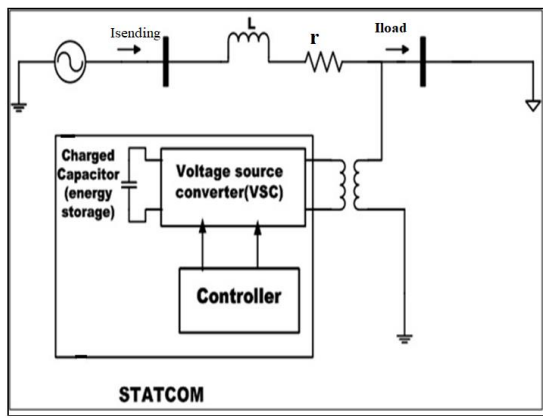 Isending
L
r
Iload
Charged
Capacitor
(energy
storage)
Voltage source
converter(VSC)
Controller
STATCOM